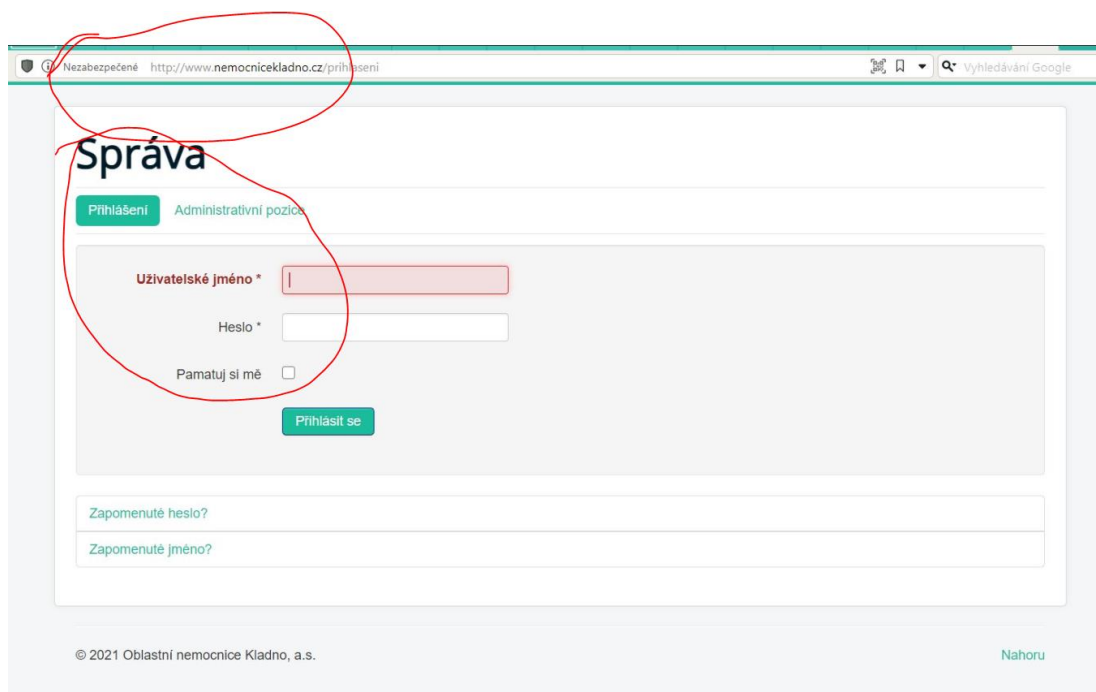 Nezabezpečené http://www.nemocnicekladno.cz/prihlaseni
Vyhledávání Google
Správa
Přihlášení Administrativní pozice
Uživatelské jméno *
Heslo *
Pamatuj si mě
Přihlásit se
Zapomenuté heslo?
Zapomenuté jméno?
© 2021 Oblastní nemocnice Kladno, a.s. Nahoru